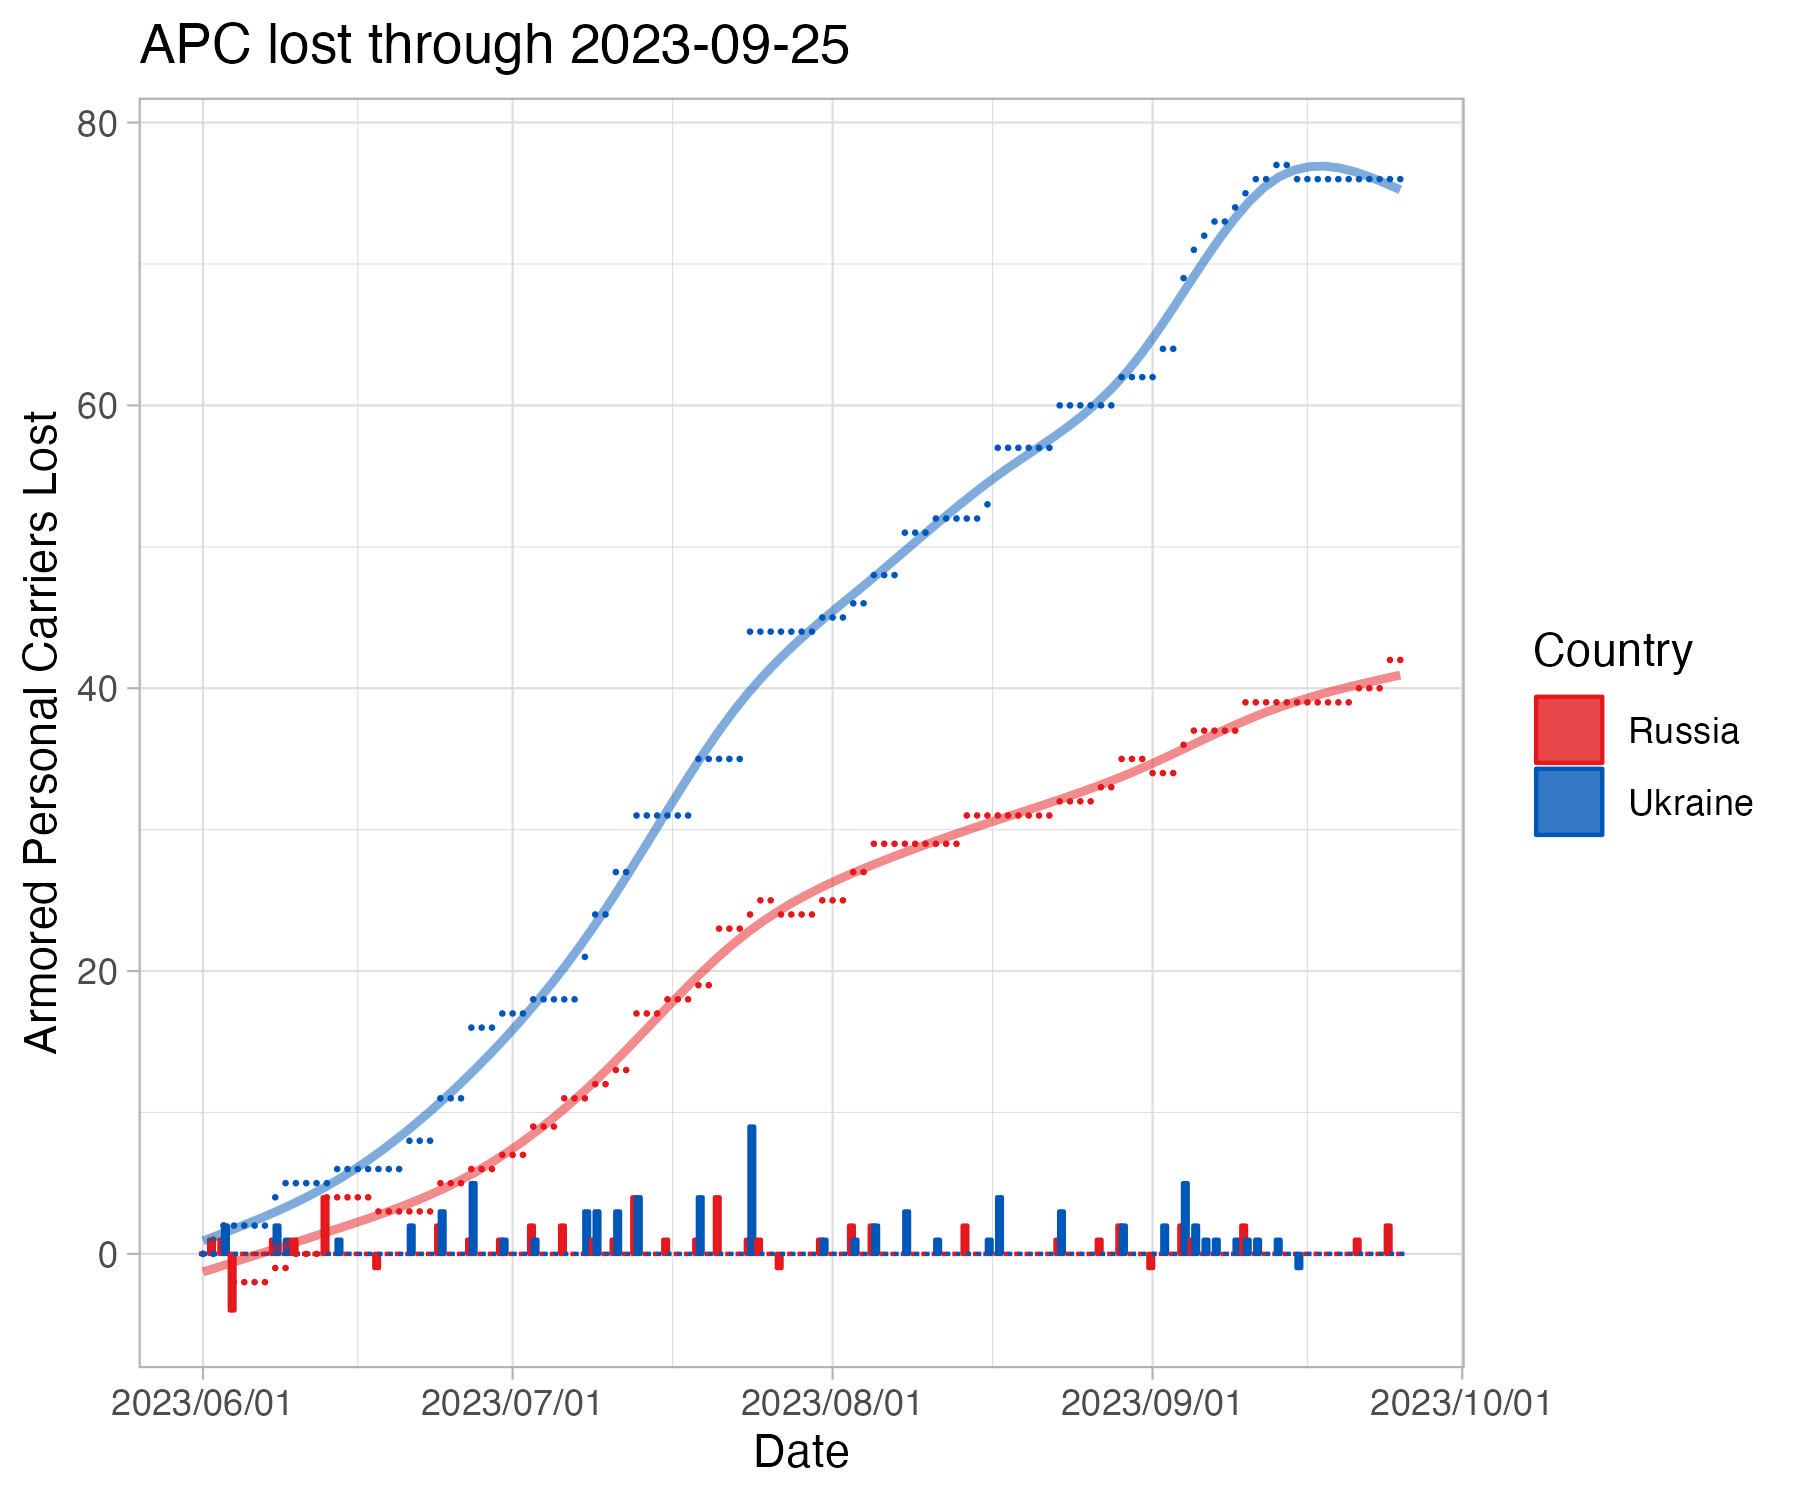 APC lost through 2023-09-25
80
60
40
20
0
Armored Personal Carriers Lost
2023/06/01
2023/07/01
2023/08/01
2023/09/01
2023/10/01
Date
Country
Russia
Ukraine